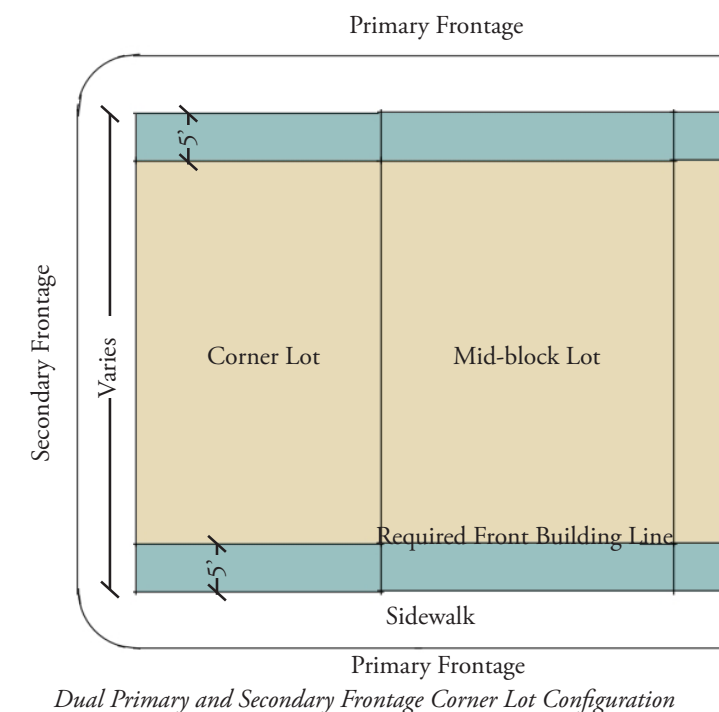 Primary Frontage
5'
Secondary Frontage
Varies
Corner Lot
Mid-block Lot
Required Front Building Line
5'
Sidewalk
Primary Frontage
Dual Primary and Secondary Frontage Corner Lot Configuration